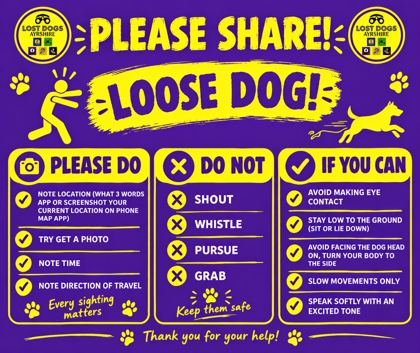 LOST DOGS
AYRSHIRE
PLEASE SHARE!
LOST DOGS
AYRSHIRE
LOOSE DOG!
PLEASE DO
NOTE LOCATION (WHAT 3 WORDS
APP OR SCREENSHOT YOUR
CURRENT LOCATION ON PHONE
MAP APP)
TRY GET A PHOTO
NOTE TIME
NOTE DIRECTION OF TRAVEL
Every sighting
matters
DO NOT
SHOUT
WHISTLE
PURSUE
GRAB
Keep them safe
IF YOU CAN
AVOID MAKING EYE
CONTACT
STAY LOW TO THE GROUND
(SIT OR LIE DOWN)
AVOID FACING THE DOG HEAD
ON, TURN YOUR BODY TO
THE SIDE
SLOW MOVEMENTS ONLY
SPEAK SOFTLY WITH AN
EXCITED TONE
Thank you for your help!